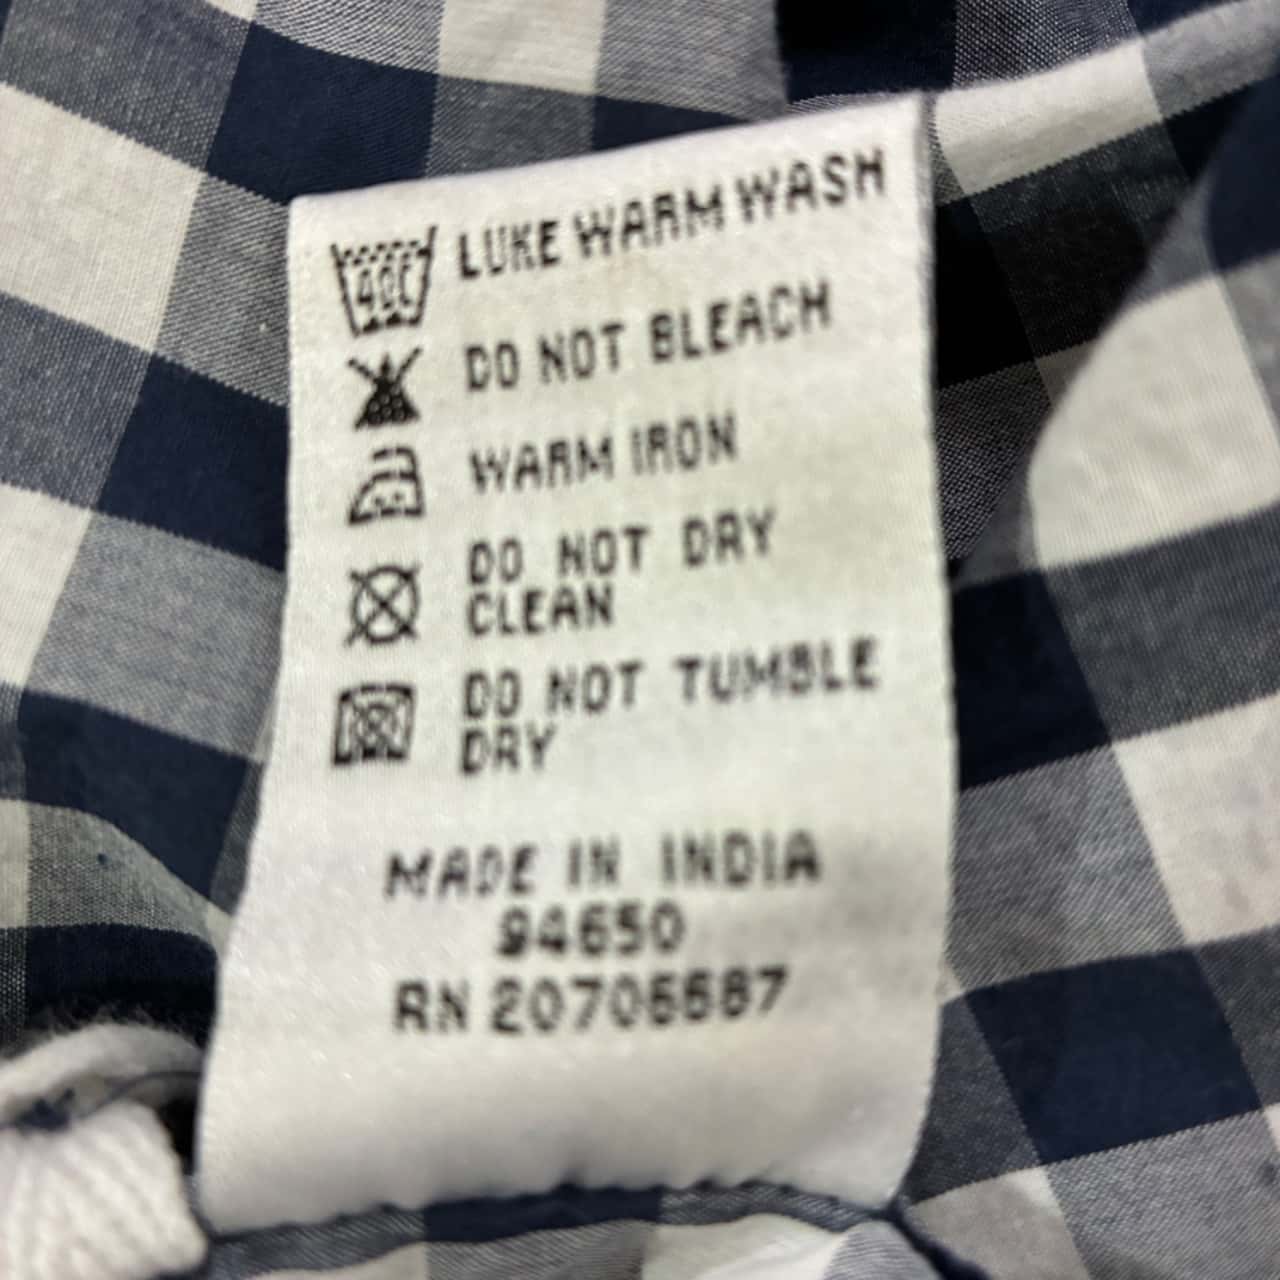 40C LUKE WARM WASH
DO NOT BLEACH
WARM IRON
DO NOT DRY
CLEAN
DO NOT TUMBLE
DRY
MADE IN INDIA
94650
RN 20706687